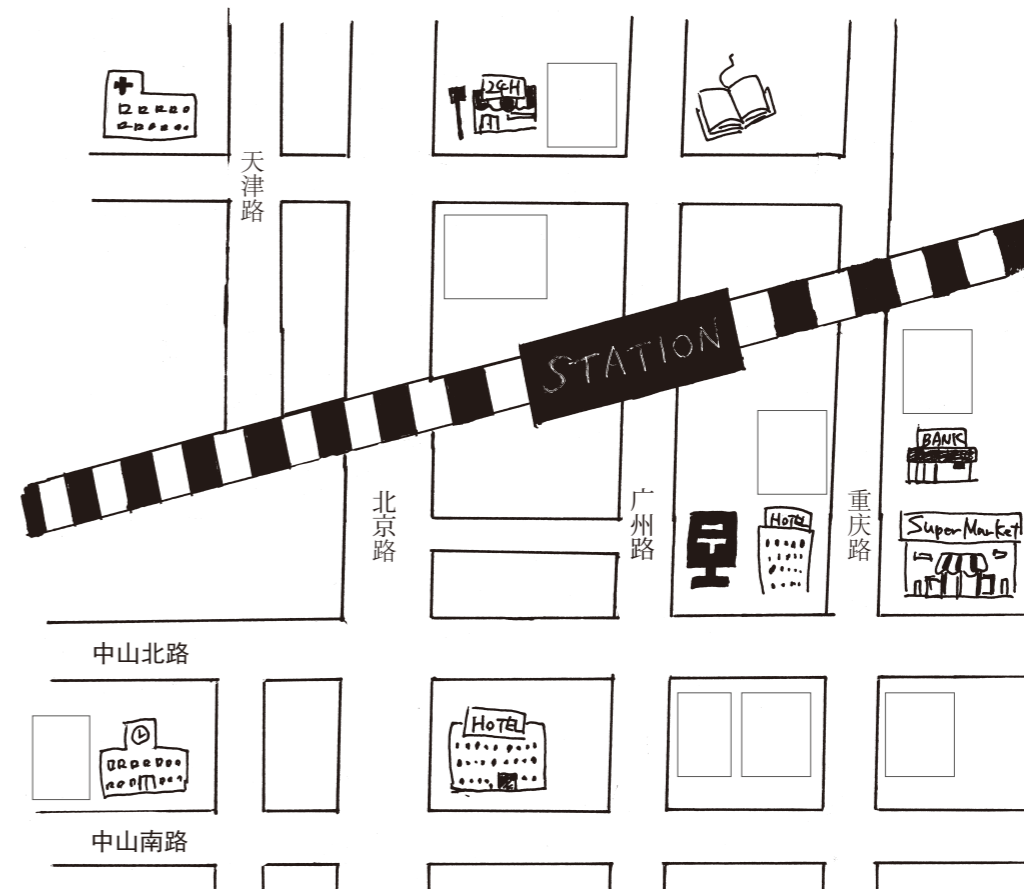 24H
天津路
STATION
BANK
北京路
广州路
重庆路
〒
HOTEL
SuperMarket
中山北路
HOTEL
中山南路